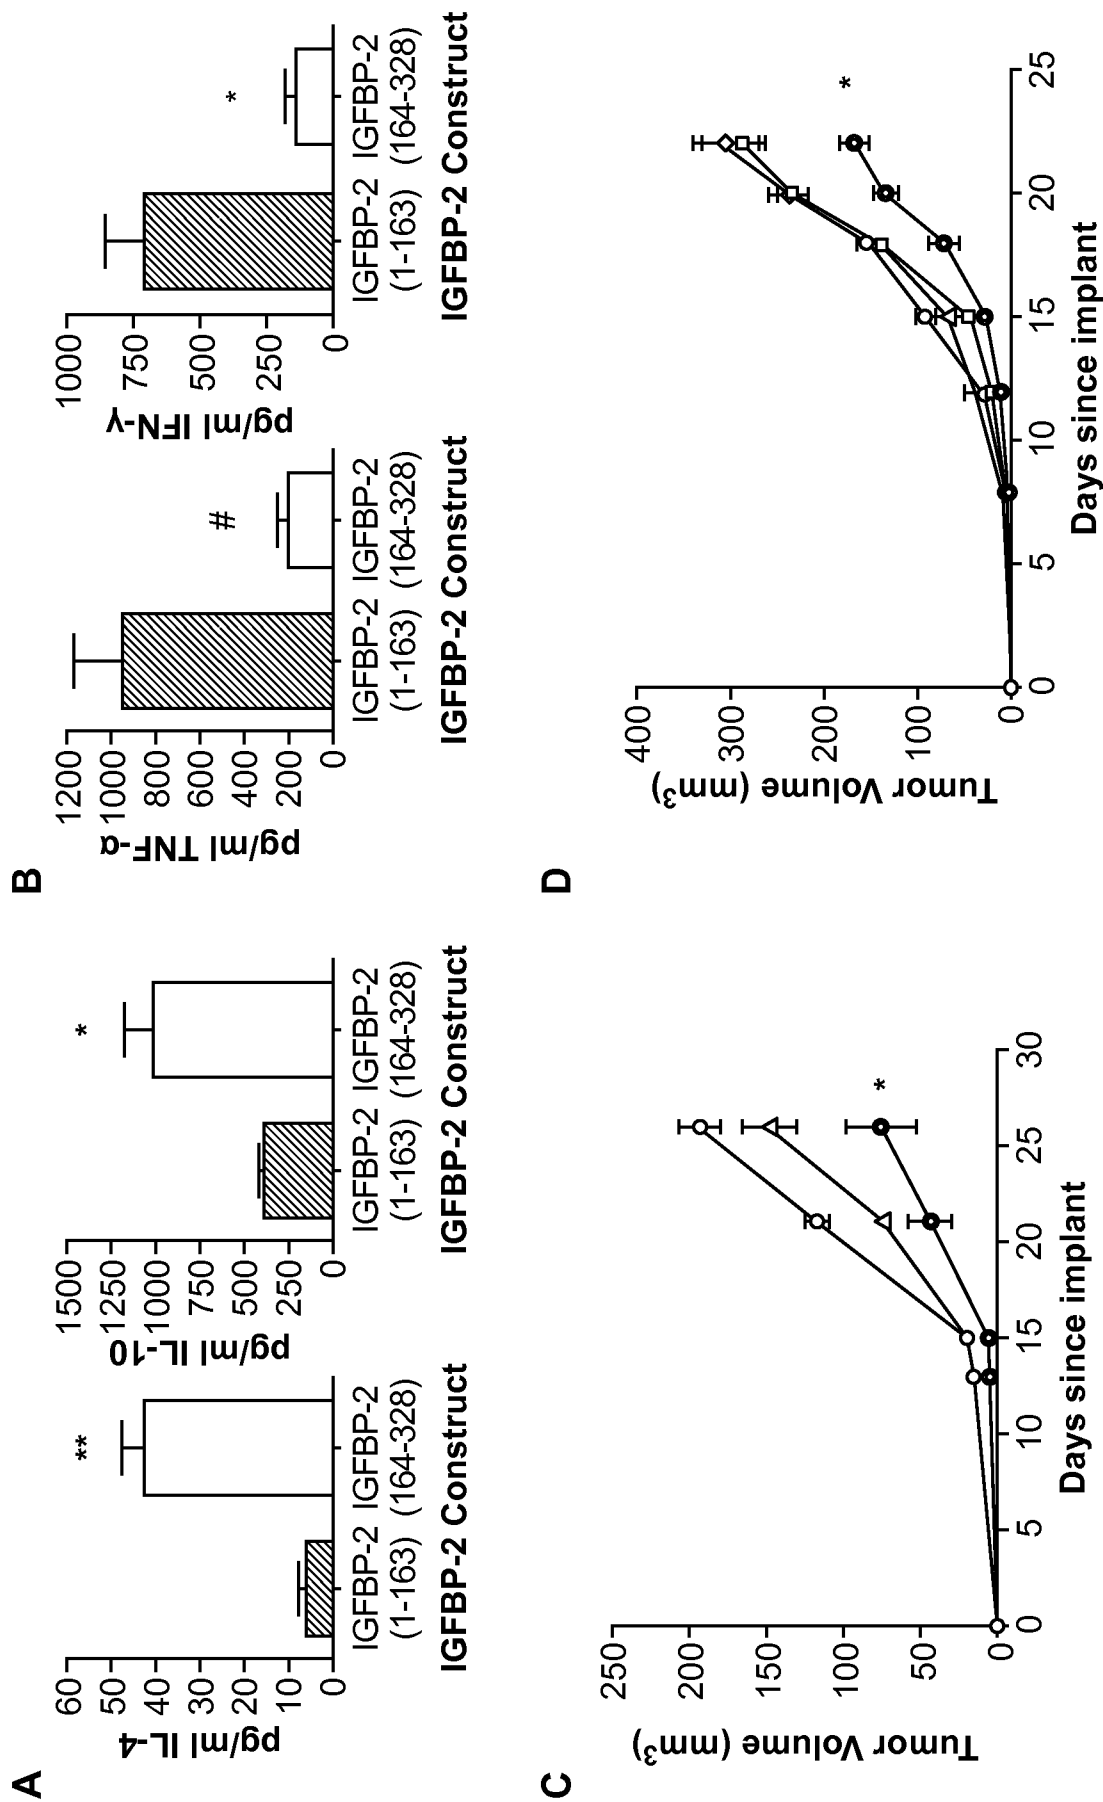 A
pg/ml IL-4
60
50
40
30
20
10
0
IGFBP-2
(1-163)
IGFBP-2
(164-328)
**
IGFBP-2 Construct
pg/ml IL-10
1500
1250
1000
750
500
250
0
IGFBP-2
(1-163)
IGFBP-2
(164-328)
*
IGFBP-2 Construct
B
pg/ml TNF-α
1200
1000
800
600
400
200
0
IGFBP-2
(1-163)
IGFBP-2
(164-328)
#
IGFBP-2 Construct
pg/ml IFN-γ
1000
750
500
250
0
IGFBP-2
(1-163)
IGFBP-2
(164-328)
*
IGFBP-2 Construct
C
Tumor Volume (mm³)
250
200
150
100
50
0
0 5 10 15 20 25 30
*
Days since implant
D
Tumor Volume (mm³)
400
300
200
100
0
0 5 10 15 20 25
*
Days since implant